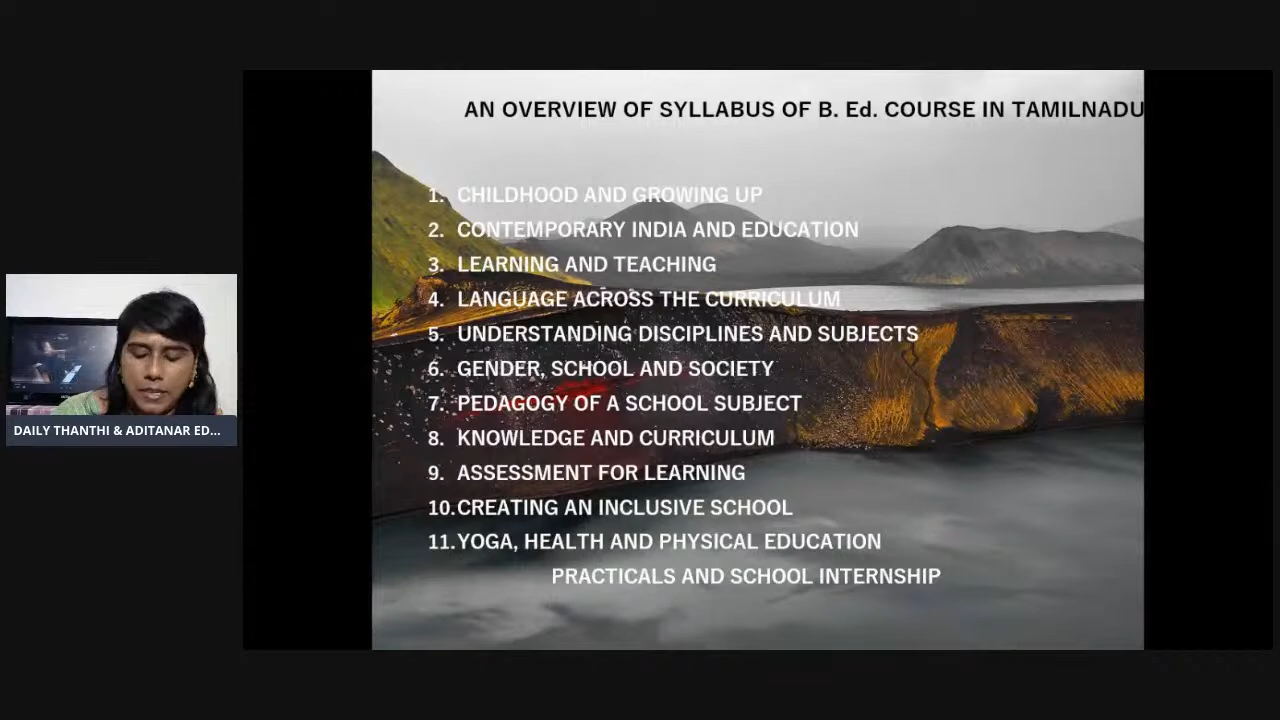 AN OVERVIEW OF SYLLABUS OF B. Ed. COURSE IN TAMILNADU
1. CHILDHOOD AND GROWING UP
2. CONTEMPORARY INDIA AND EDUCATION
3. LEARNING AND TEACHING
4. LANGUAGE ACROSS THE CURRICULUM
5. UNDERSTANDING DISCIPLINES AND SUBJECTS
6. GENDER, SCHOOL AND SOCIETY
7. PEDAGOGY OF A SCHOOL SUBJECT
8. KNOWLEDGE AND CURRICULUM
9. ASSESSMENT FOR LEARNING
10. CREATING AN INCLUSIVE SCHOOL
11. YOGA, HEALTH AND PHYSICAL EDUCATION
PRACTICALS AND SCHOOL INTERNSHIP
DAILY THANTHI & ADITANAR ED...